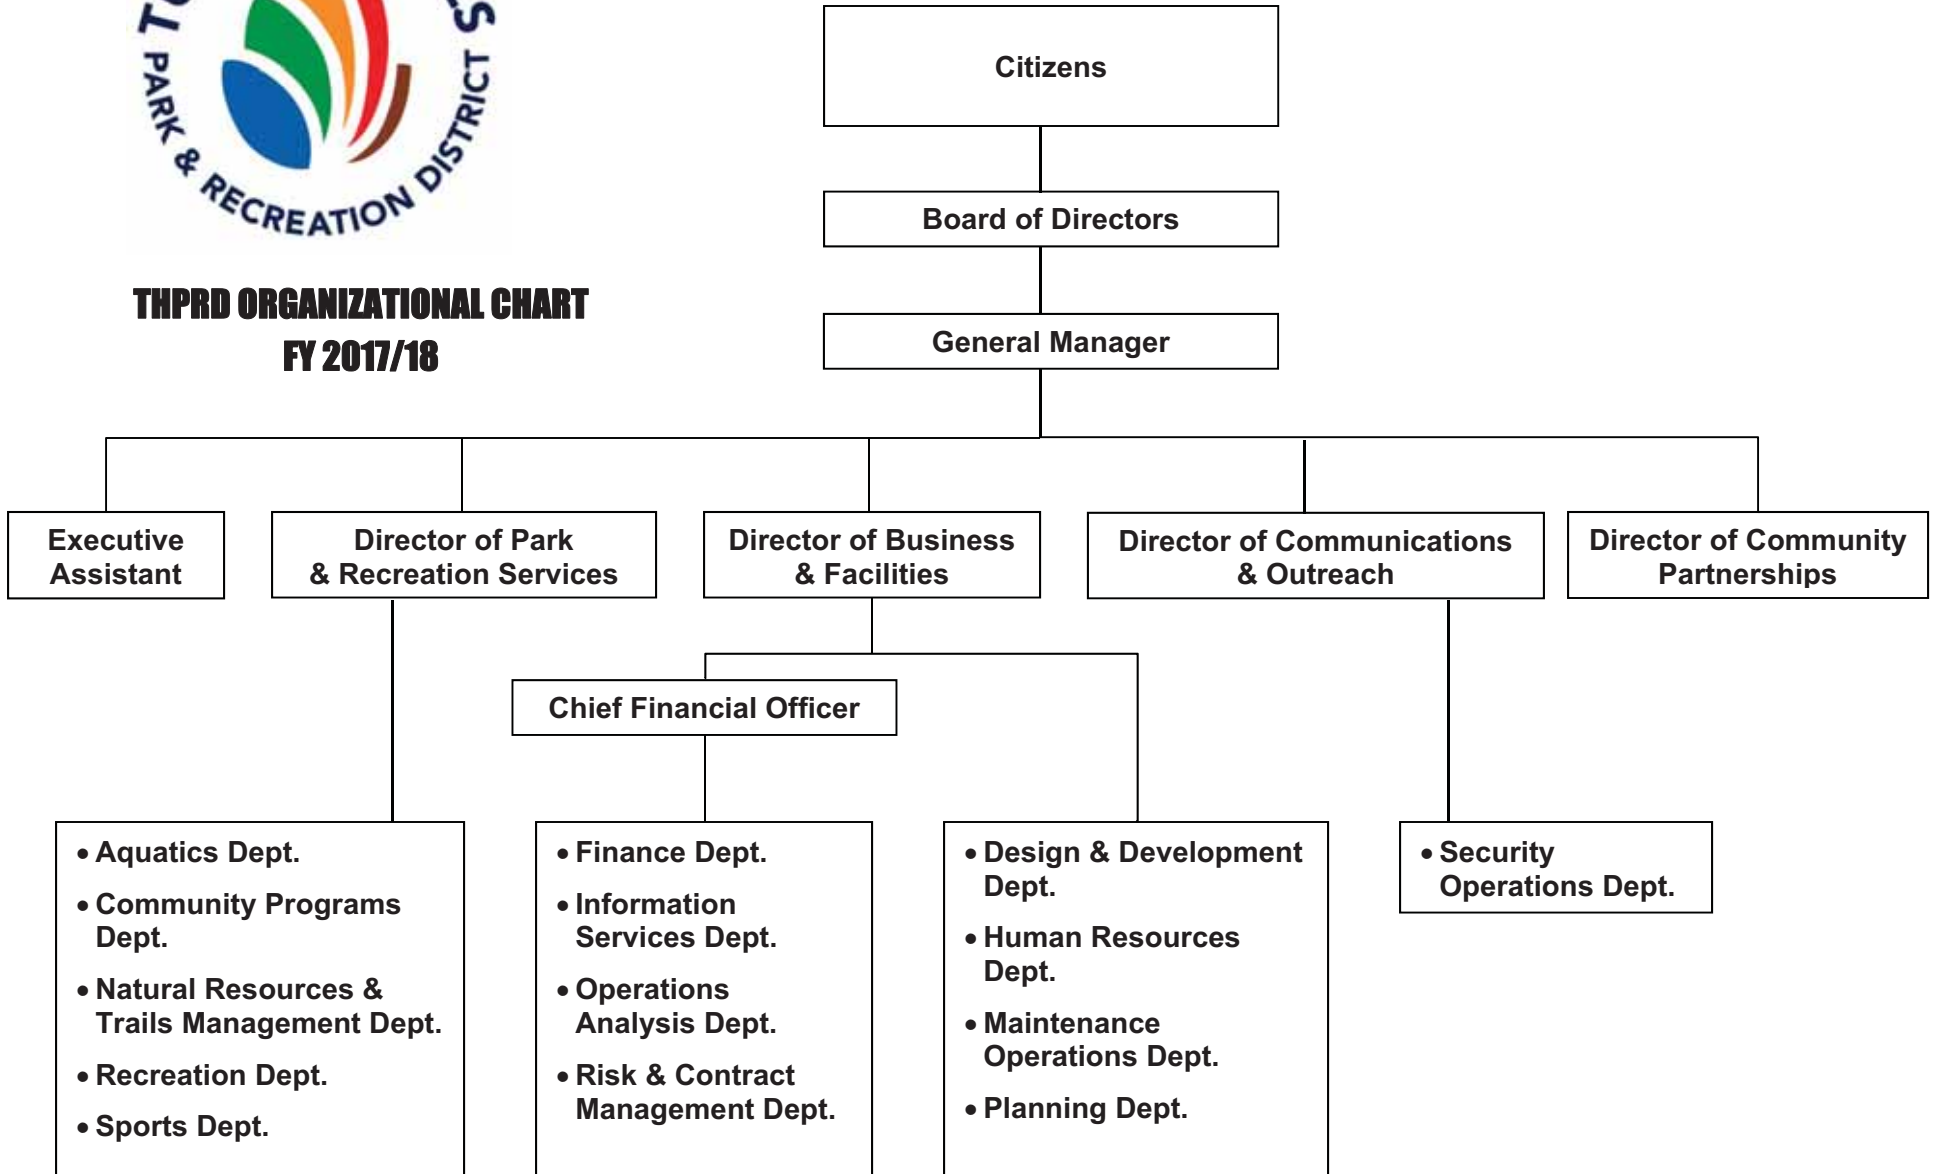 PARK & RECREATION DISTRICT
THPRD ORGANIZATIONAL CHART
FY 2017/18
Citizens
Board of Directors
General Manager
Executive
Assistant
Director of Park
& Recreation Services
Director of Business
& Facilities
Director of Communications
& Outreach
Director of Community
Partnerships
Chief Financial Officer
• Aquatics Dept.
• Community Programs
Dept.
• Natural Resources &
Trails Management Dept.
• Recreation Dept.
• Sports Dept.
• Finance Dept.
• Information
Services Dept.
• Operations
Analysis Dept.
• Risk & Contract
Management Dept.
• Design & Development
Dept.
• Human Resources
Dept.
• Maintenance
Operations Dept.
• Planning Dept.
• Security
Operations Dept.